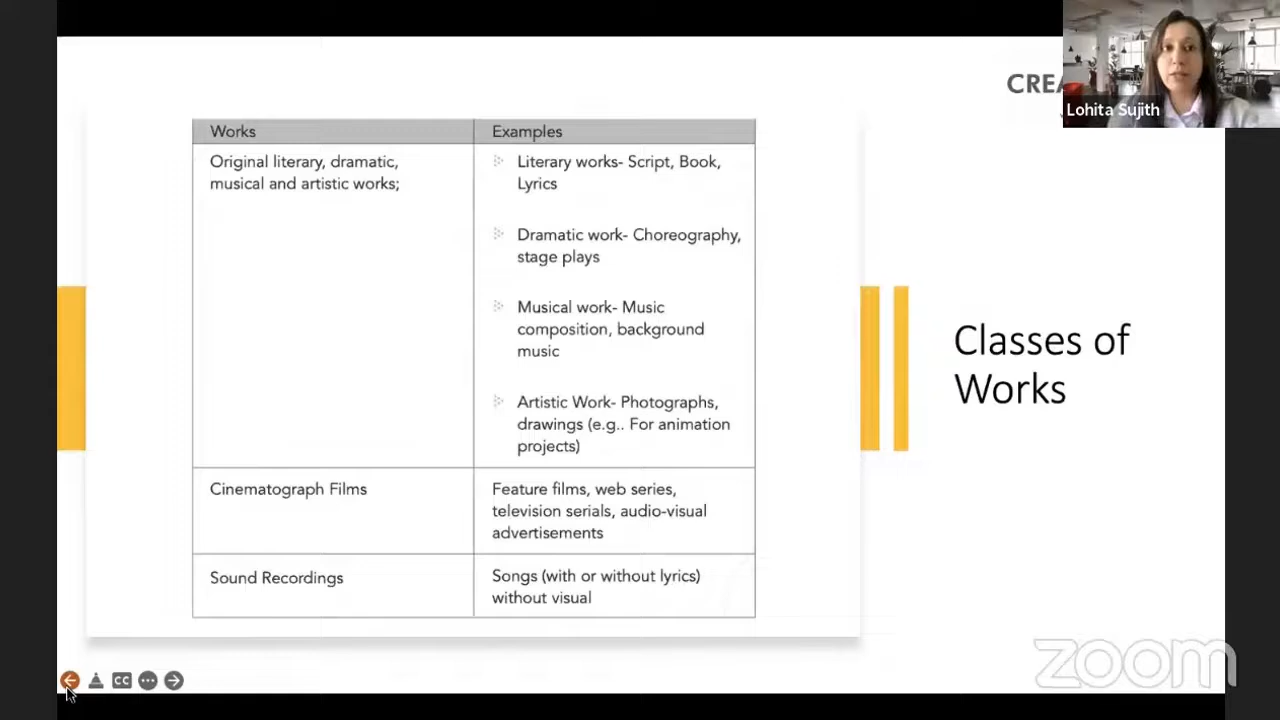 CREA
Lohita Sujith
Works
Examples
Original literary, dramatic,
musical and artistic works;
Literary works- Script, Book,
Lyrics
Dramatic work- Choreography,
stage plays
Musical work- Music
composition, background
music
Artistic Work- Photographs,
drawings (e.g.. For animation
projects)
Cinematograph Films
Feature films, web series,
television serials, audio-visual
advertisements
Sound Recordings
Songs (with or without lyrics)
without visual
Classes of
Works
CC
zoom